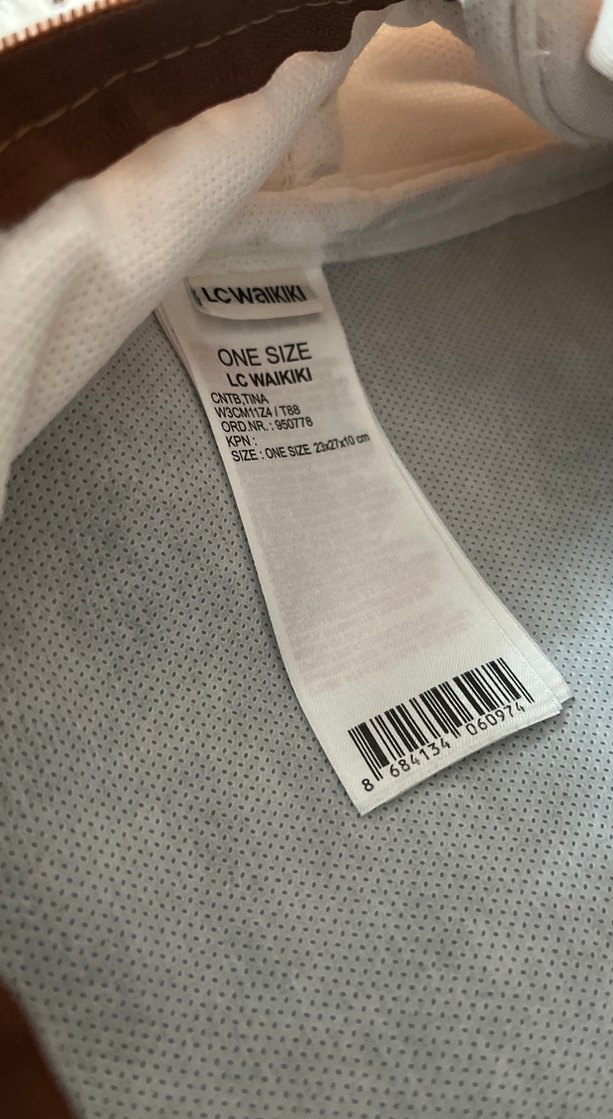 LC WAIKIKI
ONE SIZE
LC WAIKIKI
CNTB,TINA
W3CM11Z4 / T88
ORD.NR. : 950778
KPN :
SIZE : ONE SIZE 23x27x10 cm
8 684134 060974